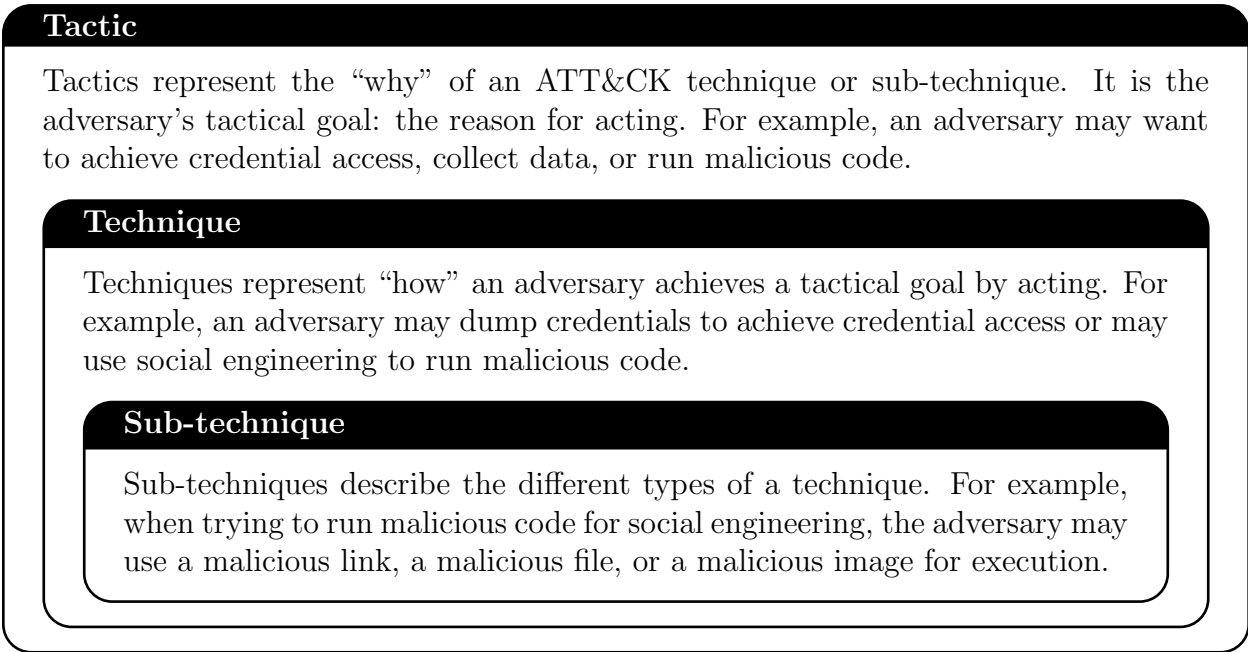 Tactic
Tactics represent the “why” of an ATT&CK technique or sub-technique. It is the
adversary’s tactical goal: the reason for acting. For example, an adversary may want
to achieve credential access, collect data, or run malicious code.
Technique
Techniques represent “how” an adversary achieves a tactical goal by acting. For
example, an adversary may dump credentials to achieve credential access or may
use social engineering to run malicious code.
Sub-technique
Sub-techniques describe the different types of a technique. For example,
when trying to run malicious code for social engineering, the adversary may
use a malicious link, a malicious file, or a malicious image for execution.